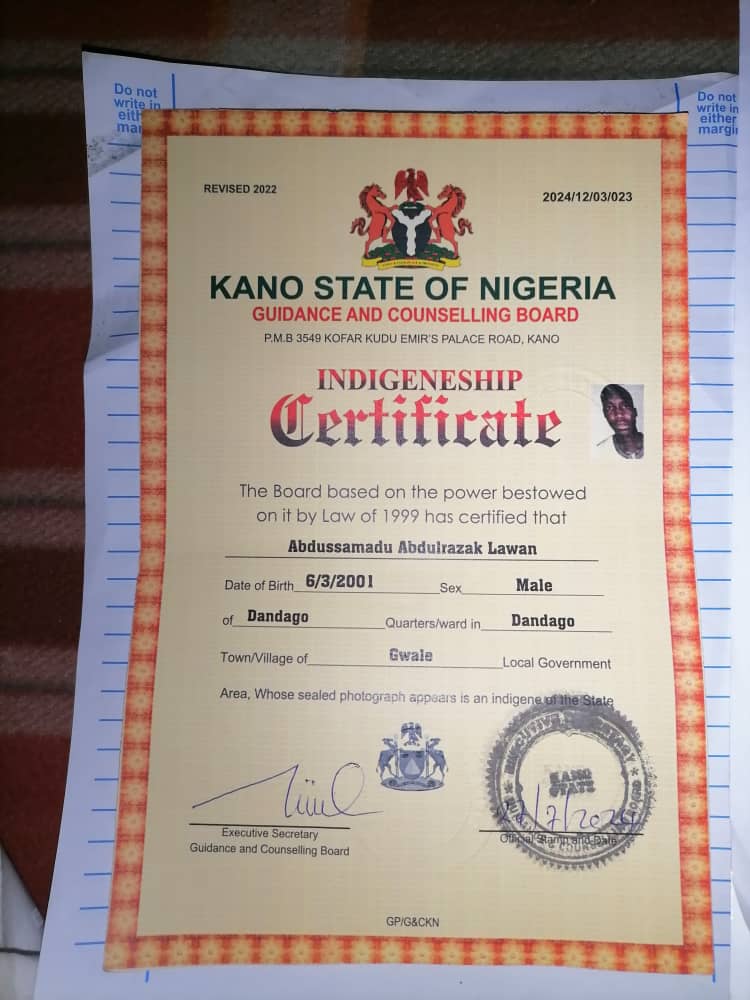 Do not
write in
either
margin
Do not
write in
either
margin
REVISED 2022
2024/12/03/023
KANO STATE OF NIGERIA
GUIDANCE AND COUNSELLING BOARD
P.M.B 3549 KOFAR KUDU EMIR'S PALACE ROAD, KANO
INDIGENESHIP
Certificate
The Board based on the power bestowed
on it by Law of 1999 has certified that
Abdussamadu Abdulrazak Lawan
Date of Birth 6/3/2001 Sex Male
of Dandago Quarters/ward in Dandago
Town/Village of Gwale Local Government
Area, Whose sealed photograph appears is an indigene of the State
EXECUTIVE SECRETARY
KANO
STATE
Executive Secretary
Guidance and Counselling Board
Official Stamp and Date
GP/G&CKN